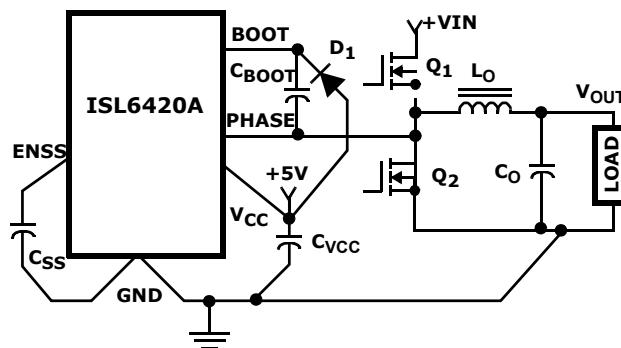 +VIN
BOOT
D1
CBOOT
Q1
LO
VOUT
ISL6420A
PHASE
ENSS
+5V
Q2
CO
LOAD
VCC
CVCC
CSS
GND